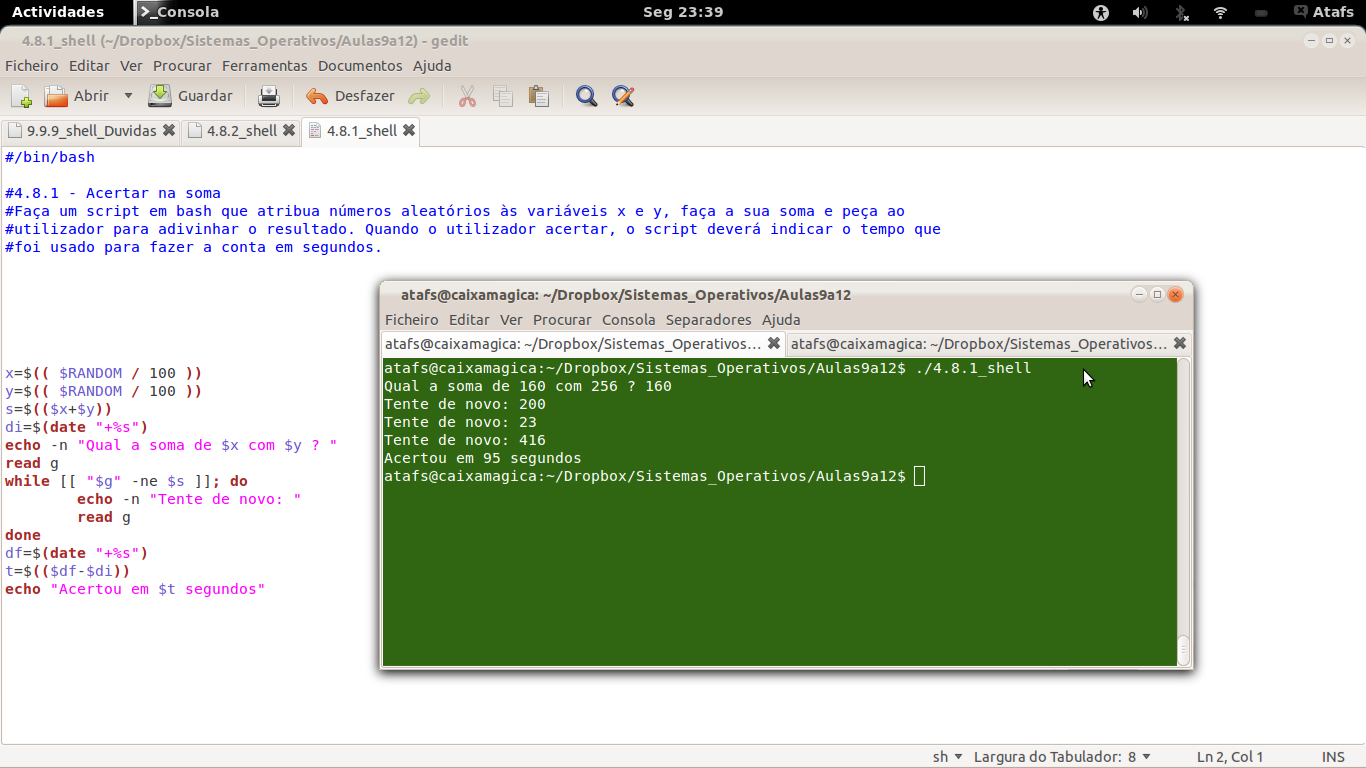 Actividades >_Consola Seg 23:39 Atafs
4.8.1_shell (~/Dropbox/Sistemas_Operativos/Aulas9a12) - gedit
Ficheiro Editar Ver Procurar Ferramentas Documentos Ajuda
Abrir Guardar Desfazer
9.9.9_shell_Duvidas 4.8.2_shell 4.8.1_shell
#/bin/bash
#4.8.1 - Acertar na soma
#Faça um script em bash que atribua números aleatórios às variáveis x e y, faça a sua soma e peça ao
#utilizador para adivinhar o resultado. Quando o utilizador acertar, o script deverá indicar o tempo que
#foi usado para fazer a conta em segundos.
x=$(( $RANDOM / 100 ))
y=$(( $RANDOM / 100 ))
s=$(($x+$y))
di=$(date "+%s")
echo -n "Qual a soma de $x com $y ? "
read g
while [[ "$g" -ne $s ]]; do
echo -n "Tente de novo: "
read g
done
df=$(date "+%s")
t=$(($df-$di))
echo "Acertou em $t segundos"
atafs@caixamagica: ~/Dropbox/Sistemas_Operativos/Aulas9a12
Ficheiro Editar Ver Procurar Consola Separadores Ajuda
atafs@caixamagica: ~/Dropbox/Sistemas_Operativos... atafs@caixamagica: ~/Dropbox/Sistemas_Operativos...
atafs@caixamagica:~/Dropbox/Sistemas_Operativos/Aulas9a12$ ./4.8.1_shell
Qual a soma de 160 com 256 ? 160
Tente de novo: 200
Tente de novo: 23
Tente de novo: 416
Acertou em 95 segundos
atafs@caixamagica:~/Dropbox/Sistemas_Operativos/Aulas9a12$
sh Largura do Tabulador: 8 Ln 2, Col 1 INS